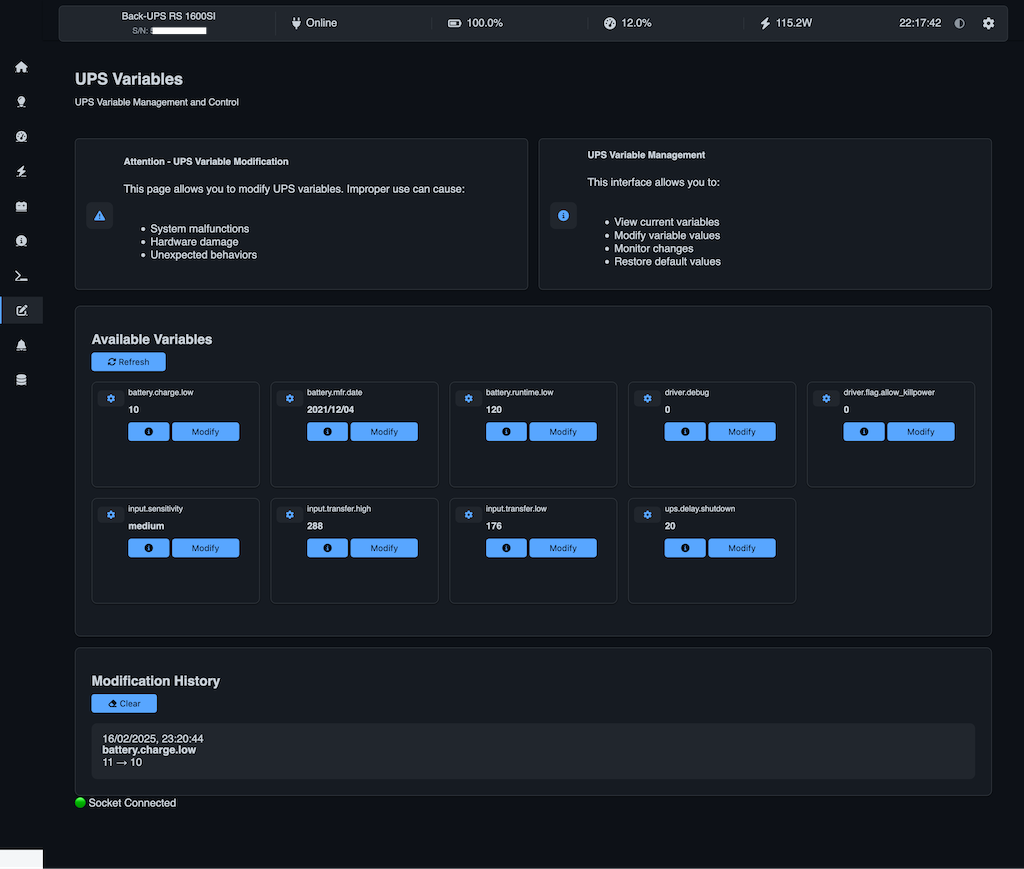 Back-UPS RS 1600SI
S/N:
Online
100.0%
12.0%
115.2W
22:17:42
UPS Variables
UPS Variable Management and Control
Attention - UPS Variable Modification
This page allows you to modify UPS variables. Improper use can cause:
• System malfunctions
• Hardware damage
• Unexpected behaviors
UPS Variable Management
This interface allows you to:
• View current variables
• Modify variable values
• Monitor changes
• Restore default values
Available Variables
Refresh
battery.charge.low
10
Modify
battery.mfr.date
2021/12/04
Modify
battery.runtime.low
120
Modify
driver.debug
0
Modify
driver.flag.allow_killpower
0
Modify
input.sensitivity
medium
Modify
input.transfer.high
288
Modify
input.transfer.low
176
Modify
ups.delay.shutdown
20
Modify
Modification History
Clear
16/02/2025, 23:20:44
battery.charge.low
11 → 10
Socket Connected